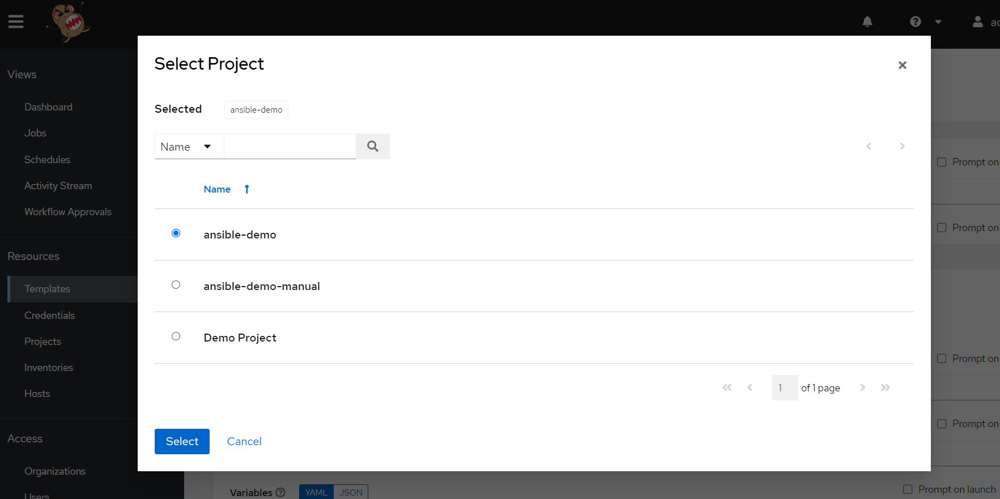 Views
Dashboard
Jobs
Schedules
Activity Stream
Workflow Approvals
Resources
Templates
Credentials
Projects
Inventories
Hosts
Access
Organizations
Users
Select Project
Selected ansible-demo
Name
Name
ansible-demo
ansible-demo-manual
Demo Project
1 of 1 page
Select Cancel
Prompt on
Prompt on
Prompt on
Prompt on
Variables YAML JSON Prompt on launch